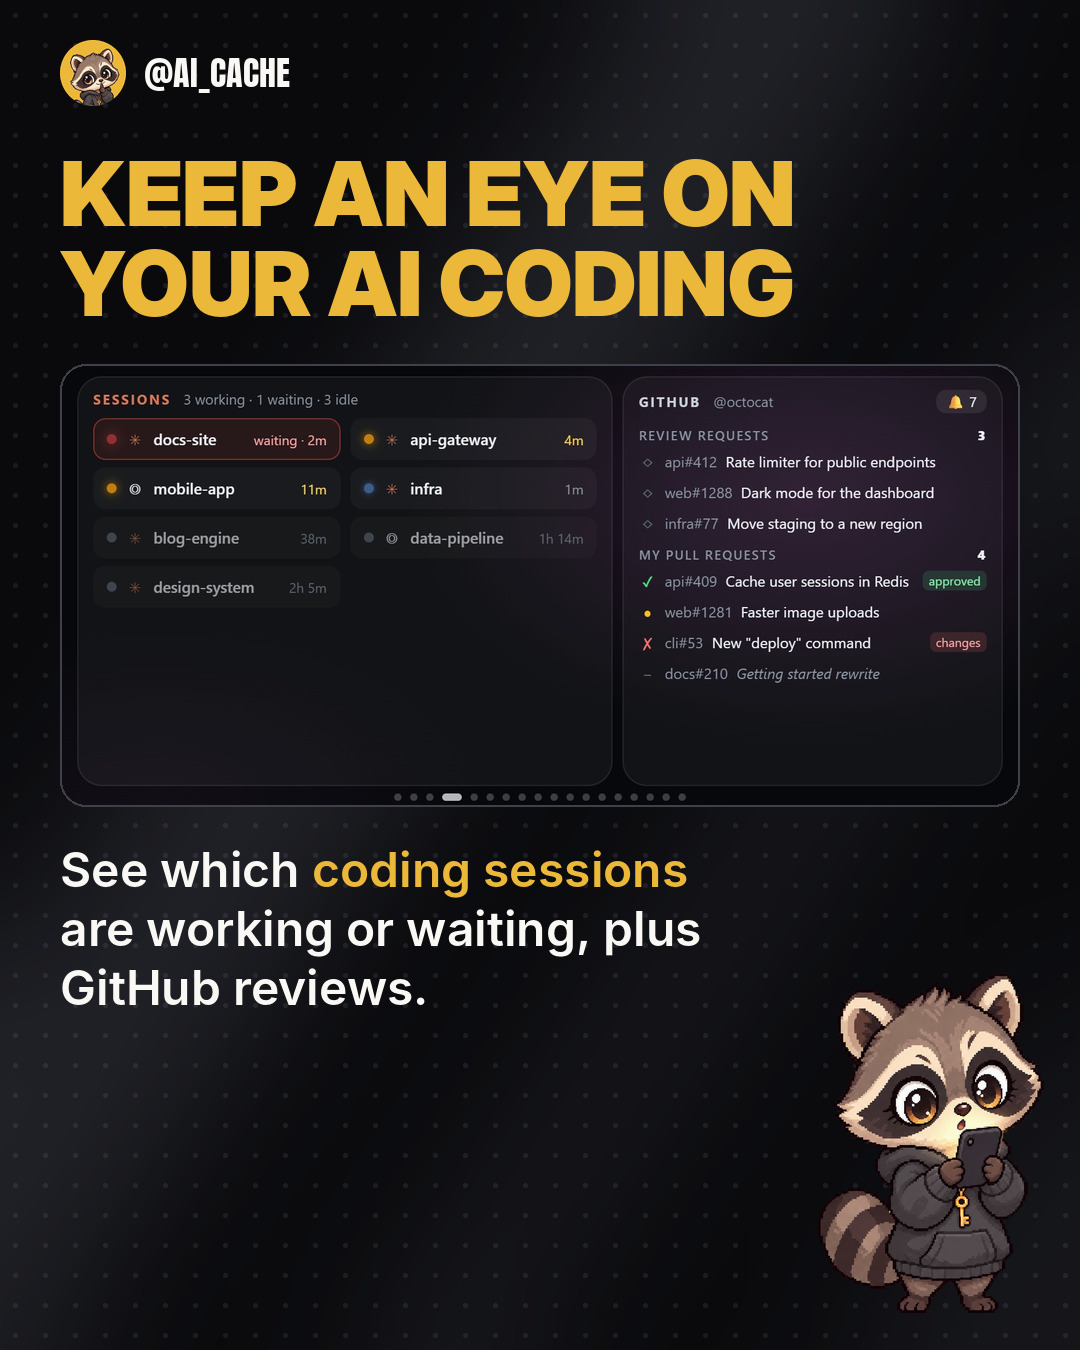 @AI_CACHE
KEEP AN EYE ON
YOUR AI CODING
SESSIONS 3 working · 1 waiting · 3 idle
docs-site waiting · 2m
api-gateway 4m
mobile-app 11m
infra 1m
blog-engine 38m
data-pipeline 1h 14m
design-system 2h 5m
GITHUB @octocat 7
REVIEW REQUESTS 3
api#412 Rate limiter for public endpoints
web#1288 Dark mode for the dashboard
infra#77 Move staging to a new region
MY PULL REQUESTS 4
api#409 Cache user sessions in Redis approved
web#1281 Faster image uploads
cli#53 New "deploy" command changes
docs#210 Getting started rewrite
See which coding sessions
are working or waiting, plus
GitHub reviews.